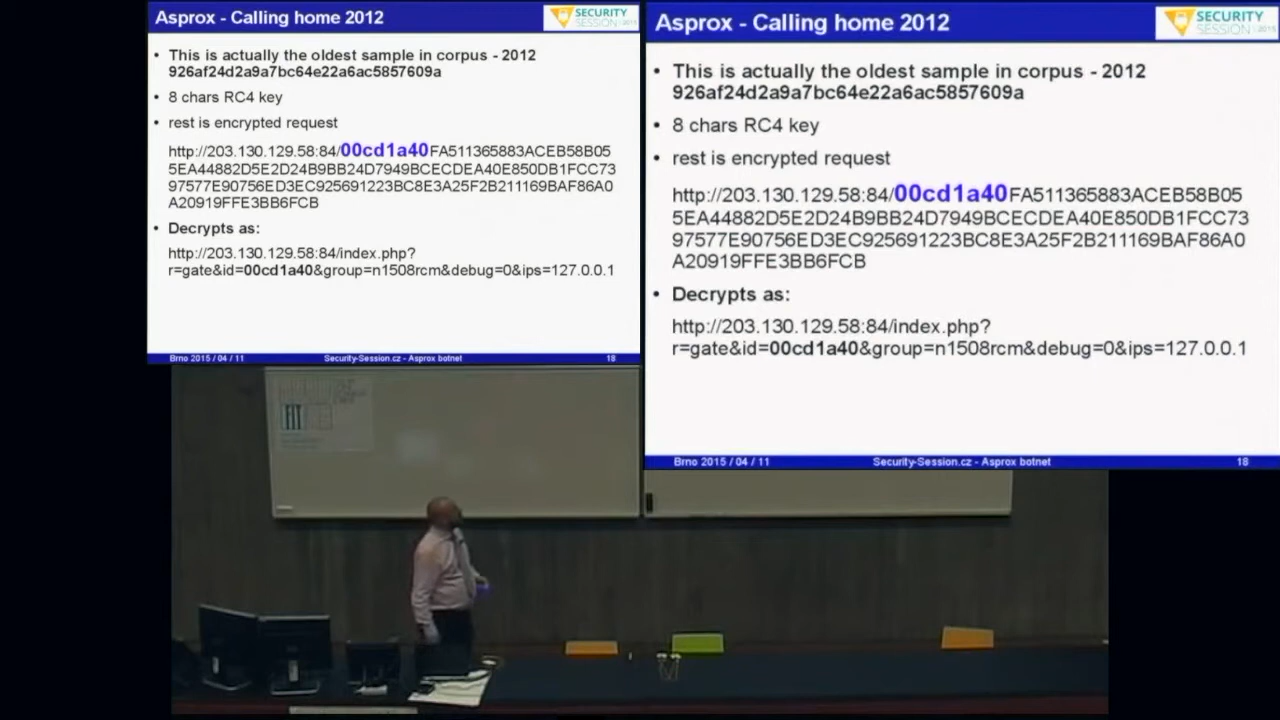 Asprox - Calling home 2012
SECURITY
SESSION 2015
• This is actually the oldest sample in corpus - 2012
926af24d2a9a7bc64e22a6ac5857609a
• 8 chars RC4 key
• rest is encrypted request
http://203.130.129.58:84/00cd1a40FA511365883ACEB58B05
5EA44882D5E2D24B9BB24D7949BCECDEA40E850DB1FCC73
97577E90756ED3EC925691223BC8E3A25F2B211169BAF86A0
A20919FFE3BB6FCB
• Decrypts as:
http://203.130.129.58:84/index.php?
r=gate&id=00cd1a40&group=n1508rcm&debug=0&ips=127.0.0.1
Brno 2015 / 04 / 11 Security-Session.cz - Asprox botnet 18
Asprox - Calling home 2012
SECURITY
SESSION 2015
• This is actually the oldest sample in corpus - 2012
926af24d2a9a7bc64e22a6ac5857609a
• 8 chars RC4 key
• rest is encrypted request
http://203.130.129.58:84/00cd1a40FA511365883ACEB58B05
5EA44882D5E2D24B9BB24D7949BCECDEA40E850DB1FCC73
97577E90756ED3EC925691223BC8E3A25F2B211169BAF86A0
A20919FFE3BB6FCB
• Decrypts as:
http://203.130.129.58:84/index.php?
r=gate&id=00cd1a40&group=n1508rcm&debug=0&ips=127.0.0.1
Brno 2015 / 04 / 11 Security-Session.cz - Asprox botnet 18